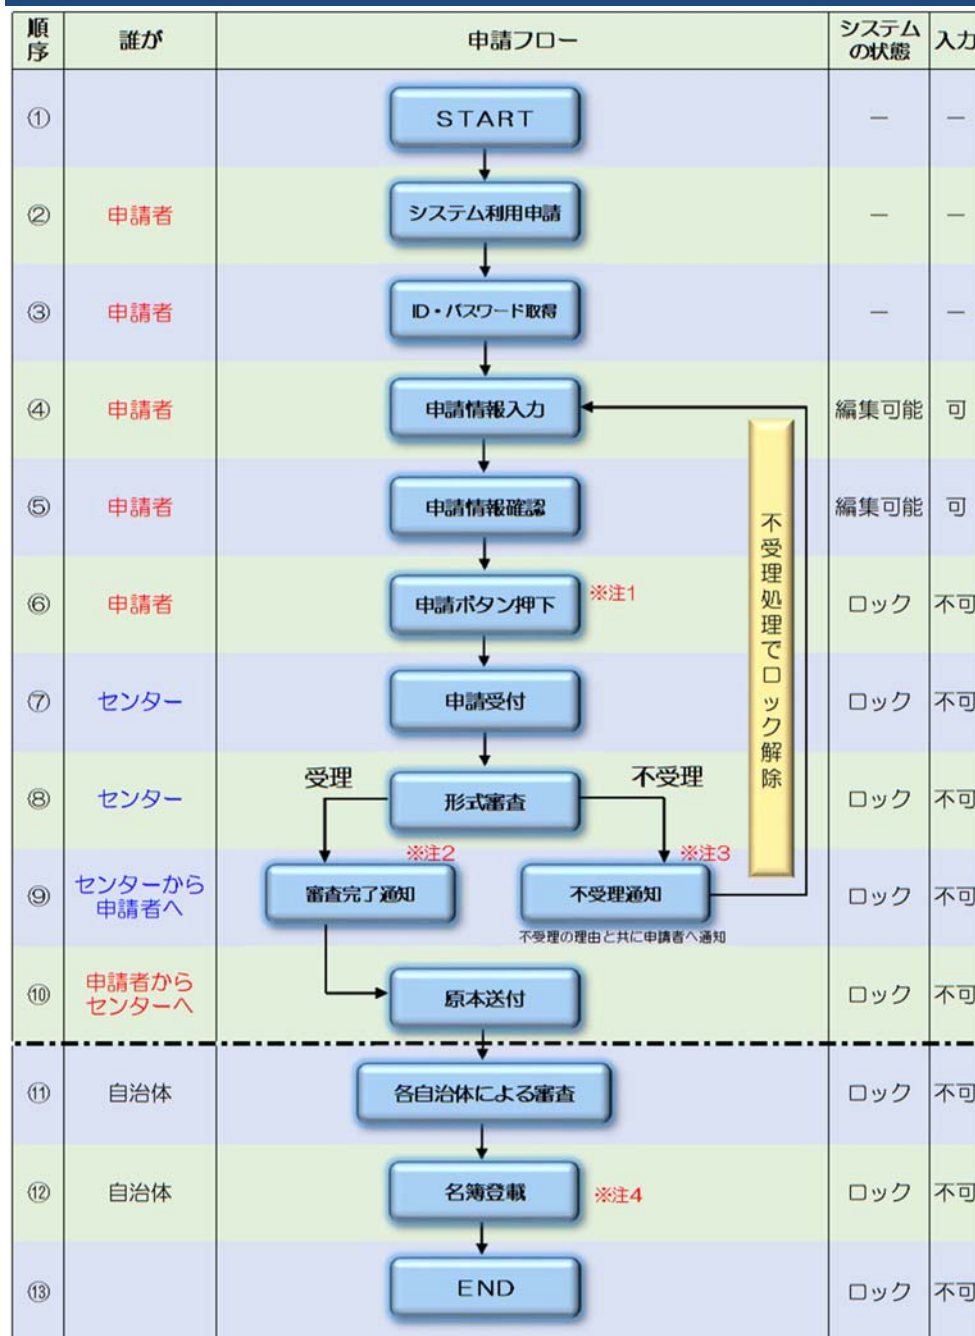 順序 誰が 申請フロー システムの状態 入力
① START － －
② 申請者 システム利用申請 － －
③ 申請者 ID・パスワード取得 － －
④ 申請者 申請情報入力 編集可能 可
⑤ 申請者 申請情報確認 編集可能 可
⑥ 申請者 申請ボタン押下 ※注1 ロック 不可
不受理処理でロック解除
⑦ センター 申請受付 ロック 不可
受理 不受理
⑧ センター 形式審査 ロック 不可
※注2 ※注3
⑨ センターから申請者へ 審査完了通知 不受理通知 ロック 不可
不受理の理由と共に申請者へ通知
⑩ 申請者からセンターへ 原本送付 ロック 不可
⑪ 自治体 各自治体による審査 ロック 不可
⑫ 自治体 名簿登載 ※注4 ロック 不可
⑬ END ロック 不可